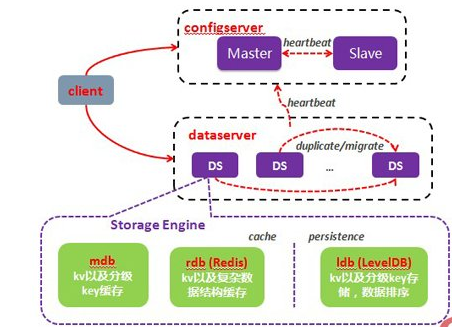 configserver
heartbeat
Master
Slave
client
heartbeat
dataserver
duplicate/migrate
DS
DS
...
DS
Storage Engine
cache
persistence
mdb
kv以及分级
key缓存
rdb (Redis)
kv以及复杂数
据结构缓存
ldb (LevelDB)
kv以及分级key存
储，数据排序